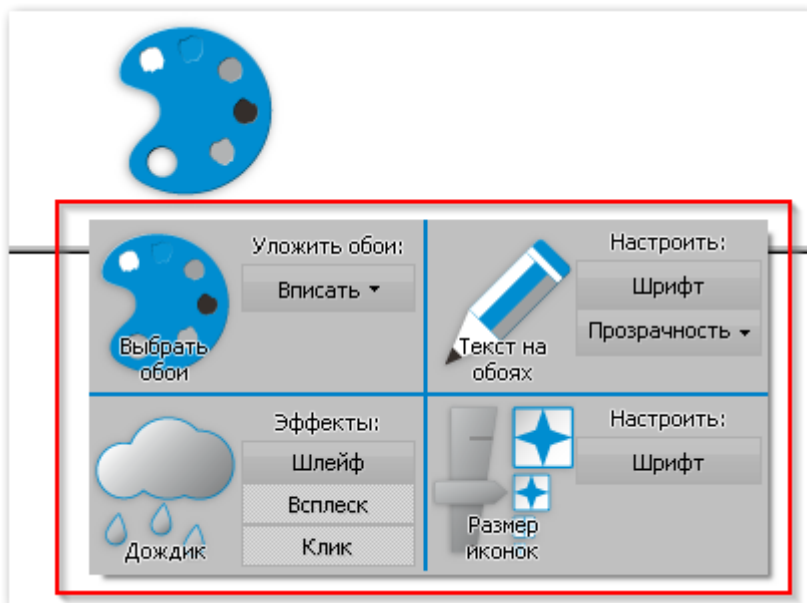 Уложить обои:
Вписать
Выбрать
обои
Настроить:
Шрифт
Прозрачность
Текст на
обоях
Эффекты:
Шлейф
Всплеск
Клик
Дождик
Настроить:
Шрифт
Размер
иконок